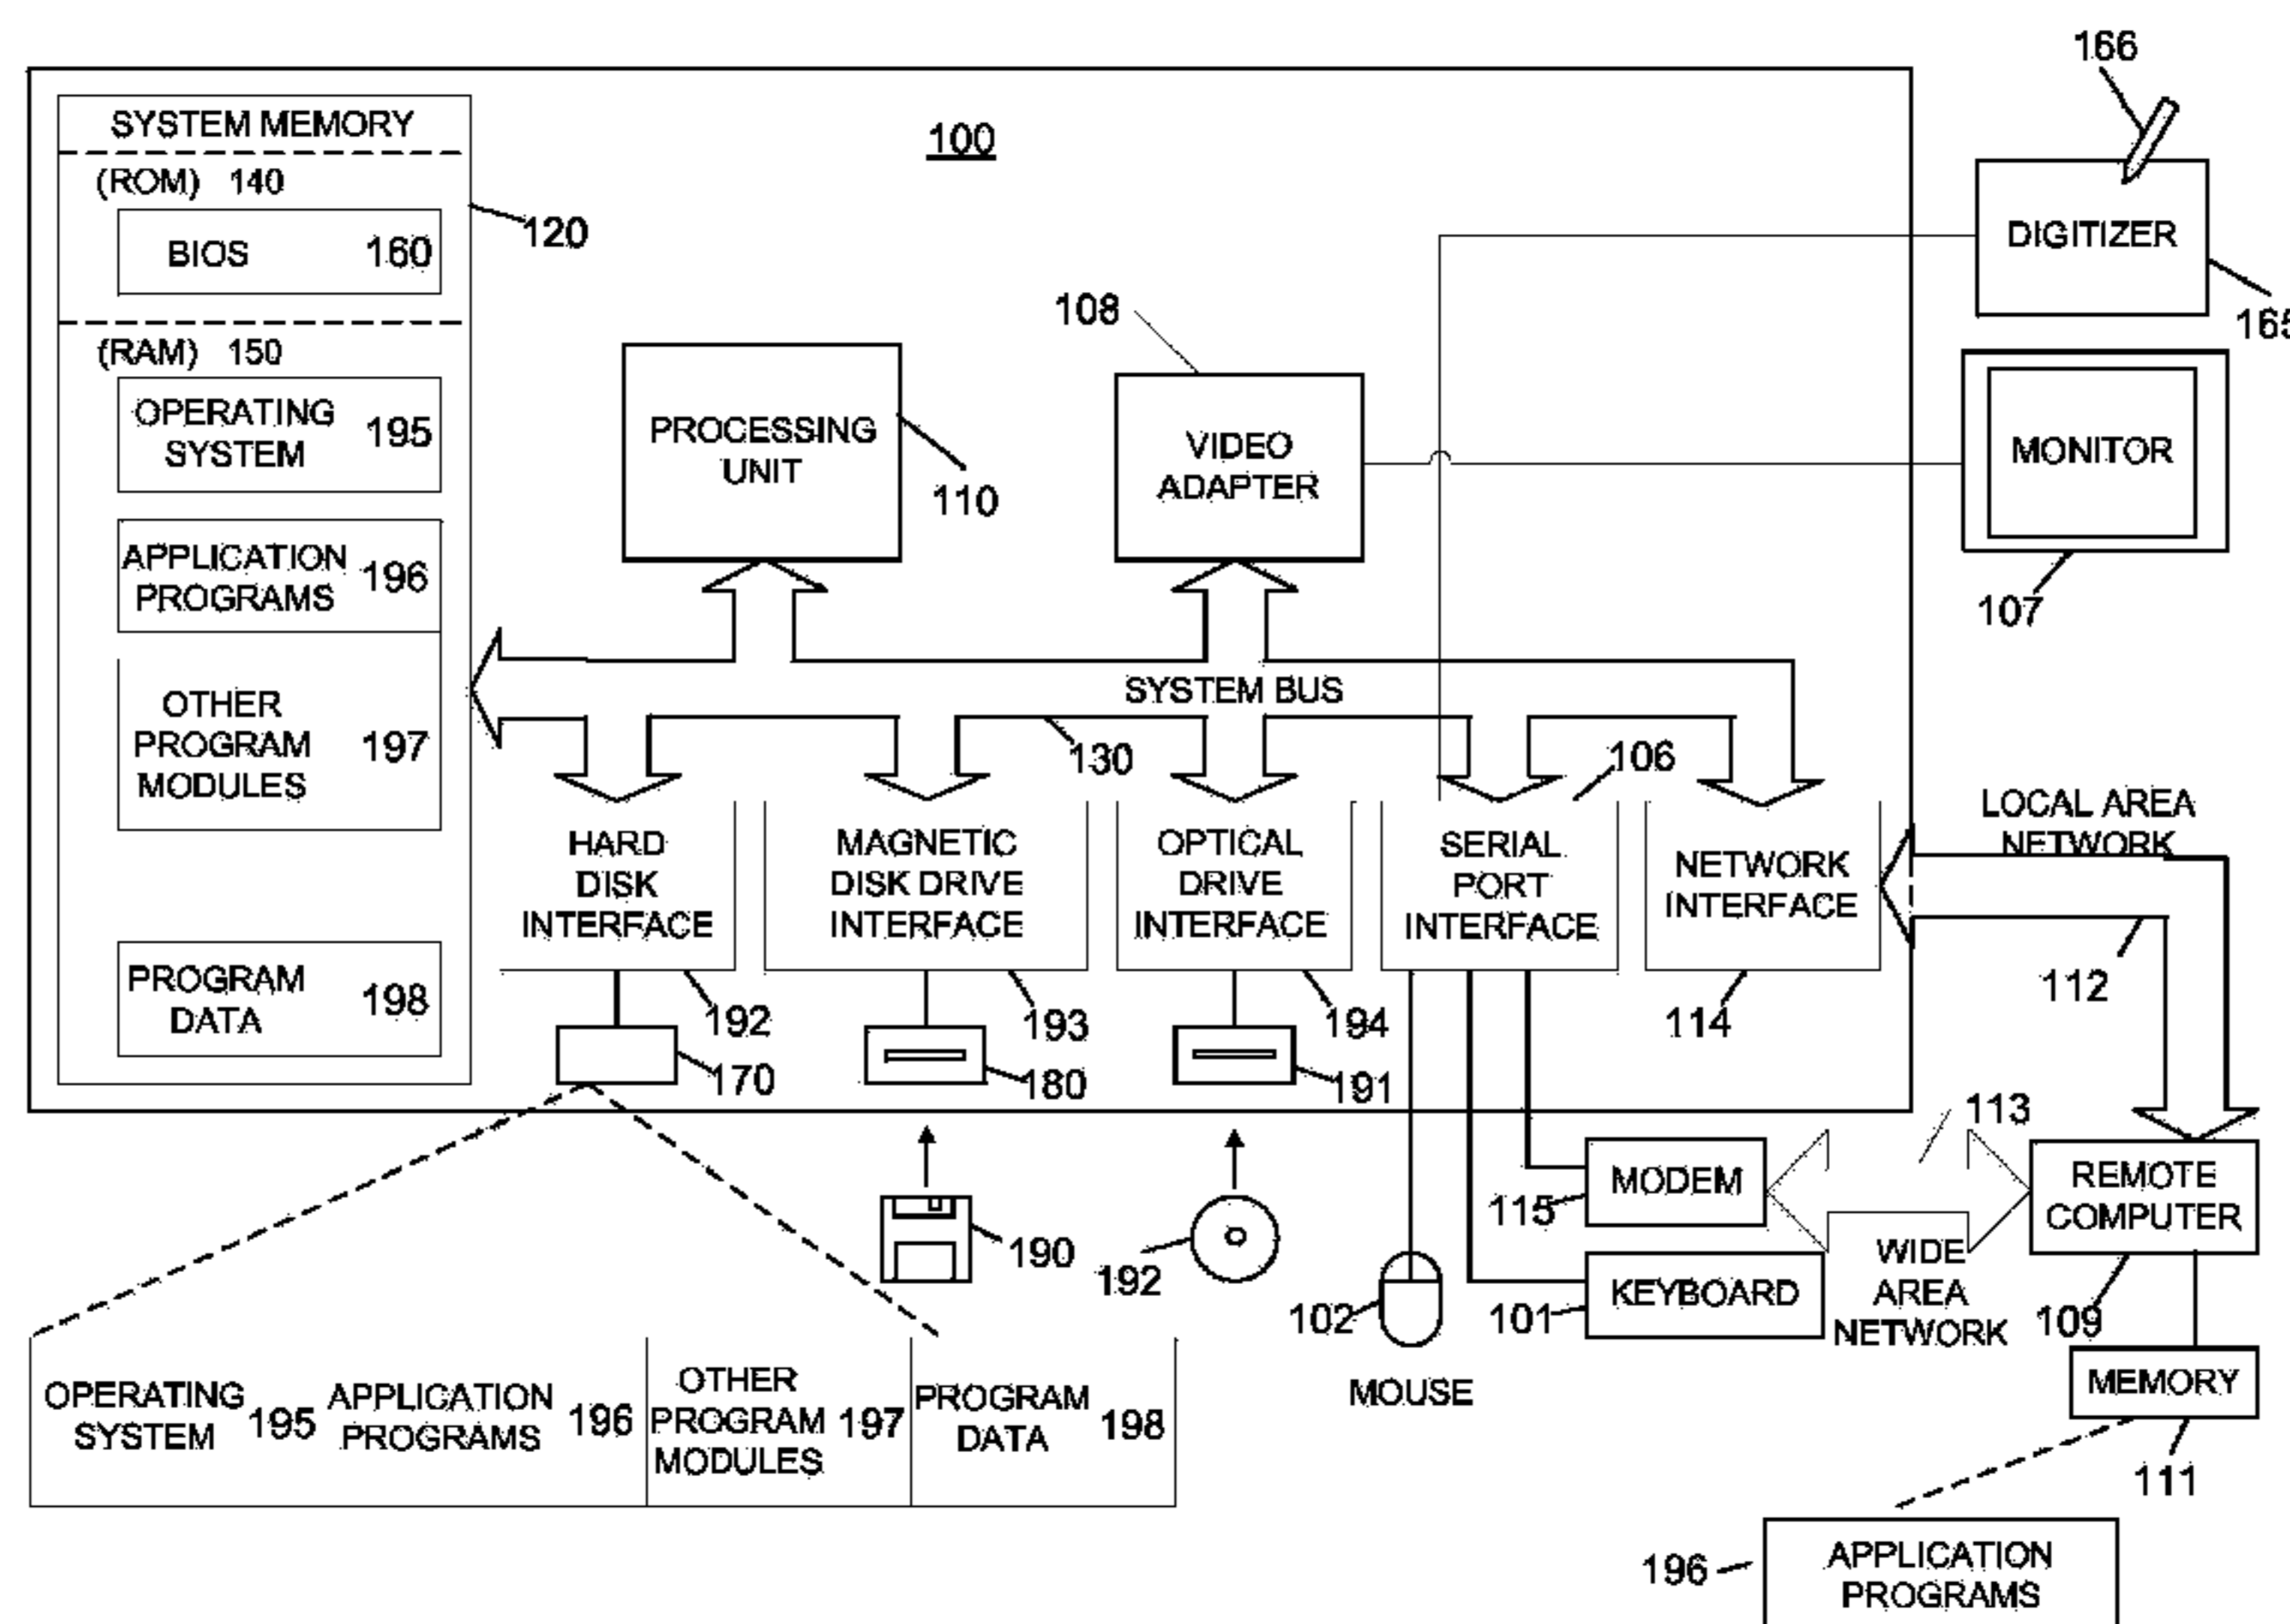 166
SYSTEM MEMORY
100
(ROM) 140
120
BIOS 160
DIGITIZER
165
108
(RAM) 150
OPERATING
SYSTEM
195
PROCESSING
UNIT
110
VIDEO
ADAPTER
MONITOR
107
APPLICATION
PROGRAMS
196
SYSTEM BUS
130
106
OTHER
PROGRAM
MODULES
197
LOCAL AREA
NETWORK
HARD
DISK
INTERFACE
MAGNETIC
DISK DRIVE
INTERFACE
OPTICAL
DRIVE
INTERFACE
SERIAL
PORT
INTERFACE
NETWORK
INTERFACE
PROGRAM
DATA
198
192
193
194
114
112
170
180
191
113
MODEM
115
REMOTE
COMPUTER
190
192
102
101
KEYBOARD
WIDE
AREA
NETWORK
109
MOUSE
MEMORY
111
OPERATING
SYSTEM
195
APPLICATION
PROGRAMS
196
OTHER
PROGRAM
MODULES
197
PROGRAM
DATA
198
196
APPLICATION
PROGRAMS